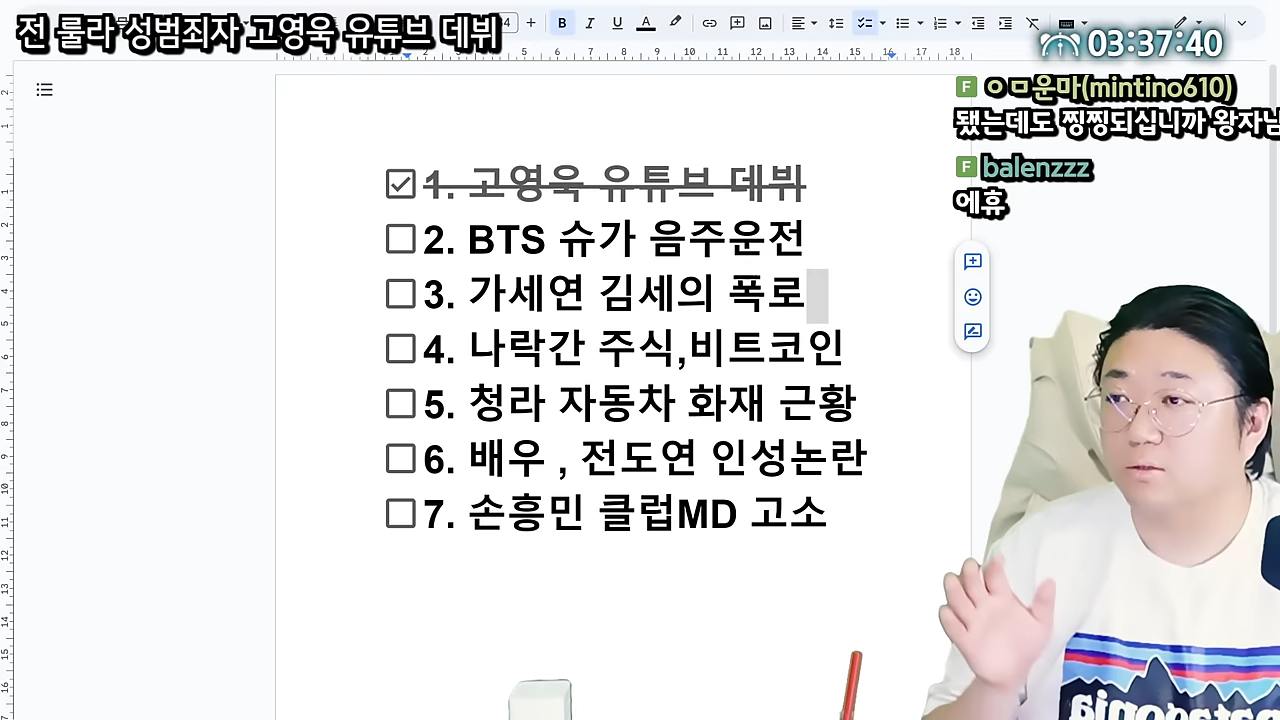 전 룰라 성범죄자 고영욱 유튜브 데뷔
03:37:40
F ㅇㅁ운마(mintino610)
됐는데도 찡찡되십니까 왕자님
F balenzzz
에휴
1. 고영욱 유튜브 데뷔
2. BTS 슈가 음주운전
3. 가세연 김세의 폭로
4. 나락간 주식,비트코인
5. 청라 자동차 화재 근황
6. 배우 , 전도연 인성논란
7. 손흥민 클럽MD 고소
patagonia